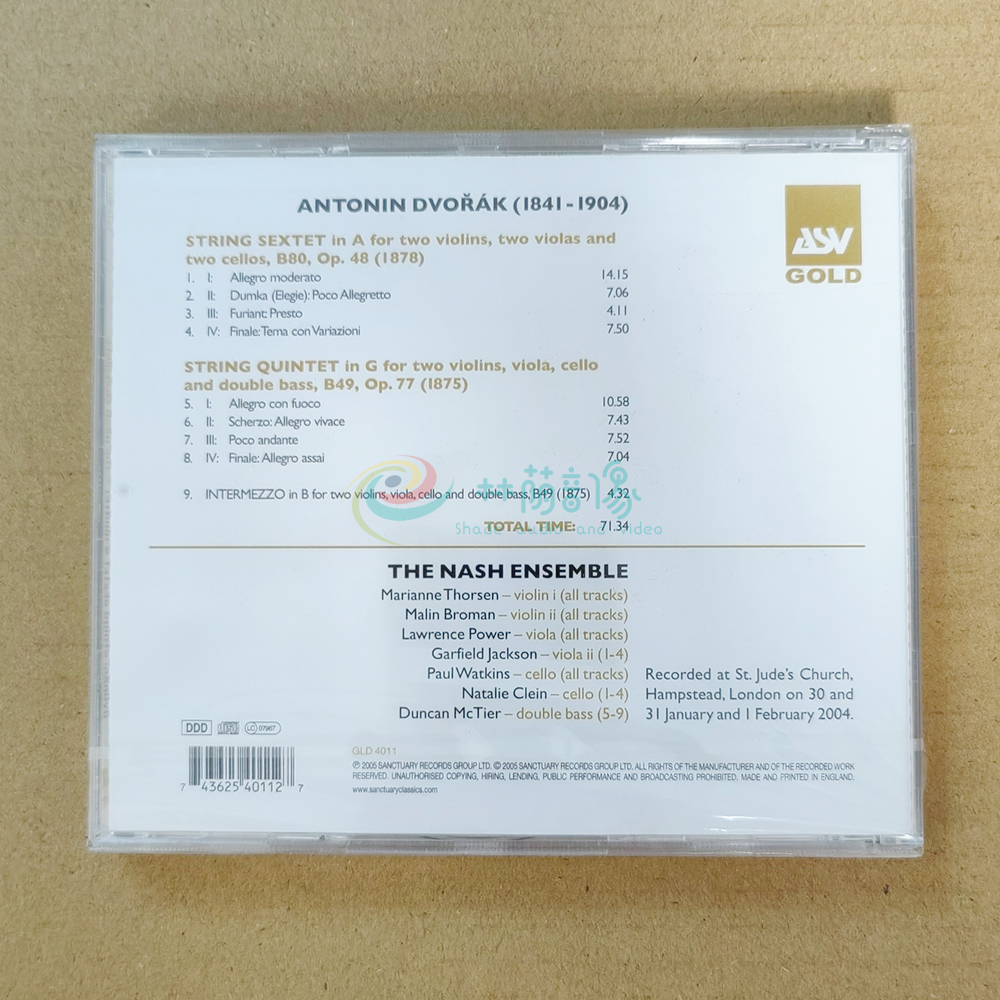 ANTONIN DVOŘÁK (1841-1904)
ASV
GOLD
STRING SEXTET in A for two violins, two violas and
two cellos, B80, Op. 48 (1878)
1. I: Allegro moderato 14.15
2. II: Dumka (Elegie): Poco Allegretto 7.06
3. III: Furiant: Presto 4.11
4. IV: Finale: Tema con Variazioni 7.50
STRING QUINTET in G for two violins, viola, cello
and double bass, B49, Op. 77 (1875)
5. I: Allegro con fuoco 10.58
6. II: Scherzo: Allegro vivace 7.43
7. III: Poco andante 7.52
8. IV: Finale: Allegro assai 7.04
9. INTERMEZZO in B for two violins, viola, cello and double bass, B49 (1875) 4.32
TOTAL TIME: 71.34
音像
Shade audio and video
THE NASH ENSEMBLE
Marianne Thorsen – violin i (all tracks)
Malin Broman – violin ii (all tracks)
Lawrence Power – viola (all tracks)
Garfield Jackson – viola ii (1-4)
Paul Watkins – cello (all tracks)
Natalie Clein – cello (1-4)
Duncan McTier – double bass (5-9)
Recorded at St. Jude's Church,
Hampstead, London on 30 and
31 January and 1 February 2004.
DDD
LC 07967
7 43625 40112 7
GLD 4011
℗ 2005 SANCTUARY RECORDS GROUP LTD. © 2005 SANCTUARY RECORDS GROUP LTD. ALL RIGHTS OF THE MANUFACTURER AND OF THE RECORDED WORK
RESERVED. UNAUTHORISED COPYING, HIRING, LENDING, PUBLIC PERFORMANCE AND BROADCASTING PROHIBITED. MADE AND PRINTED IN ENGLAND.
www.sanctuaryclassics.com